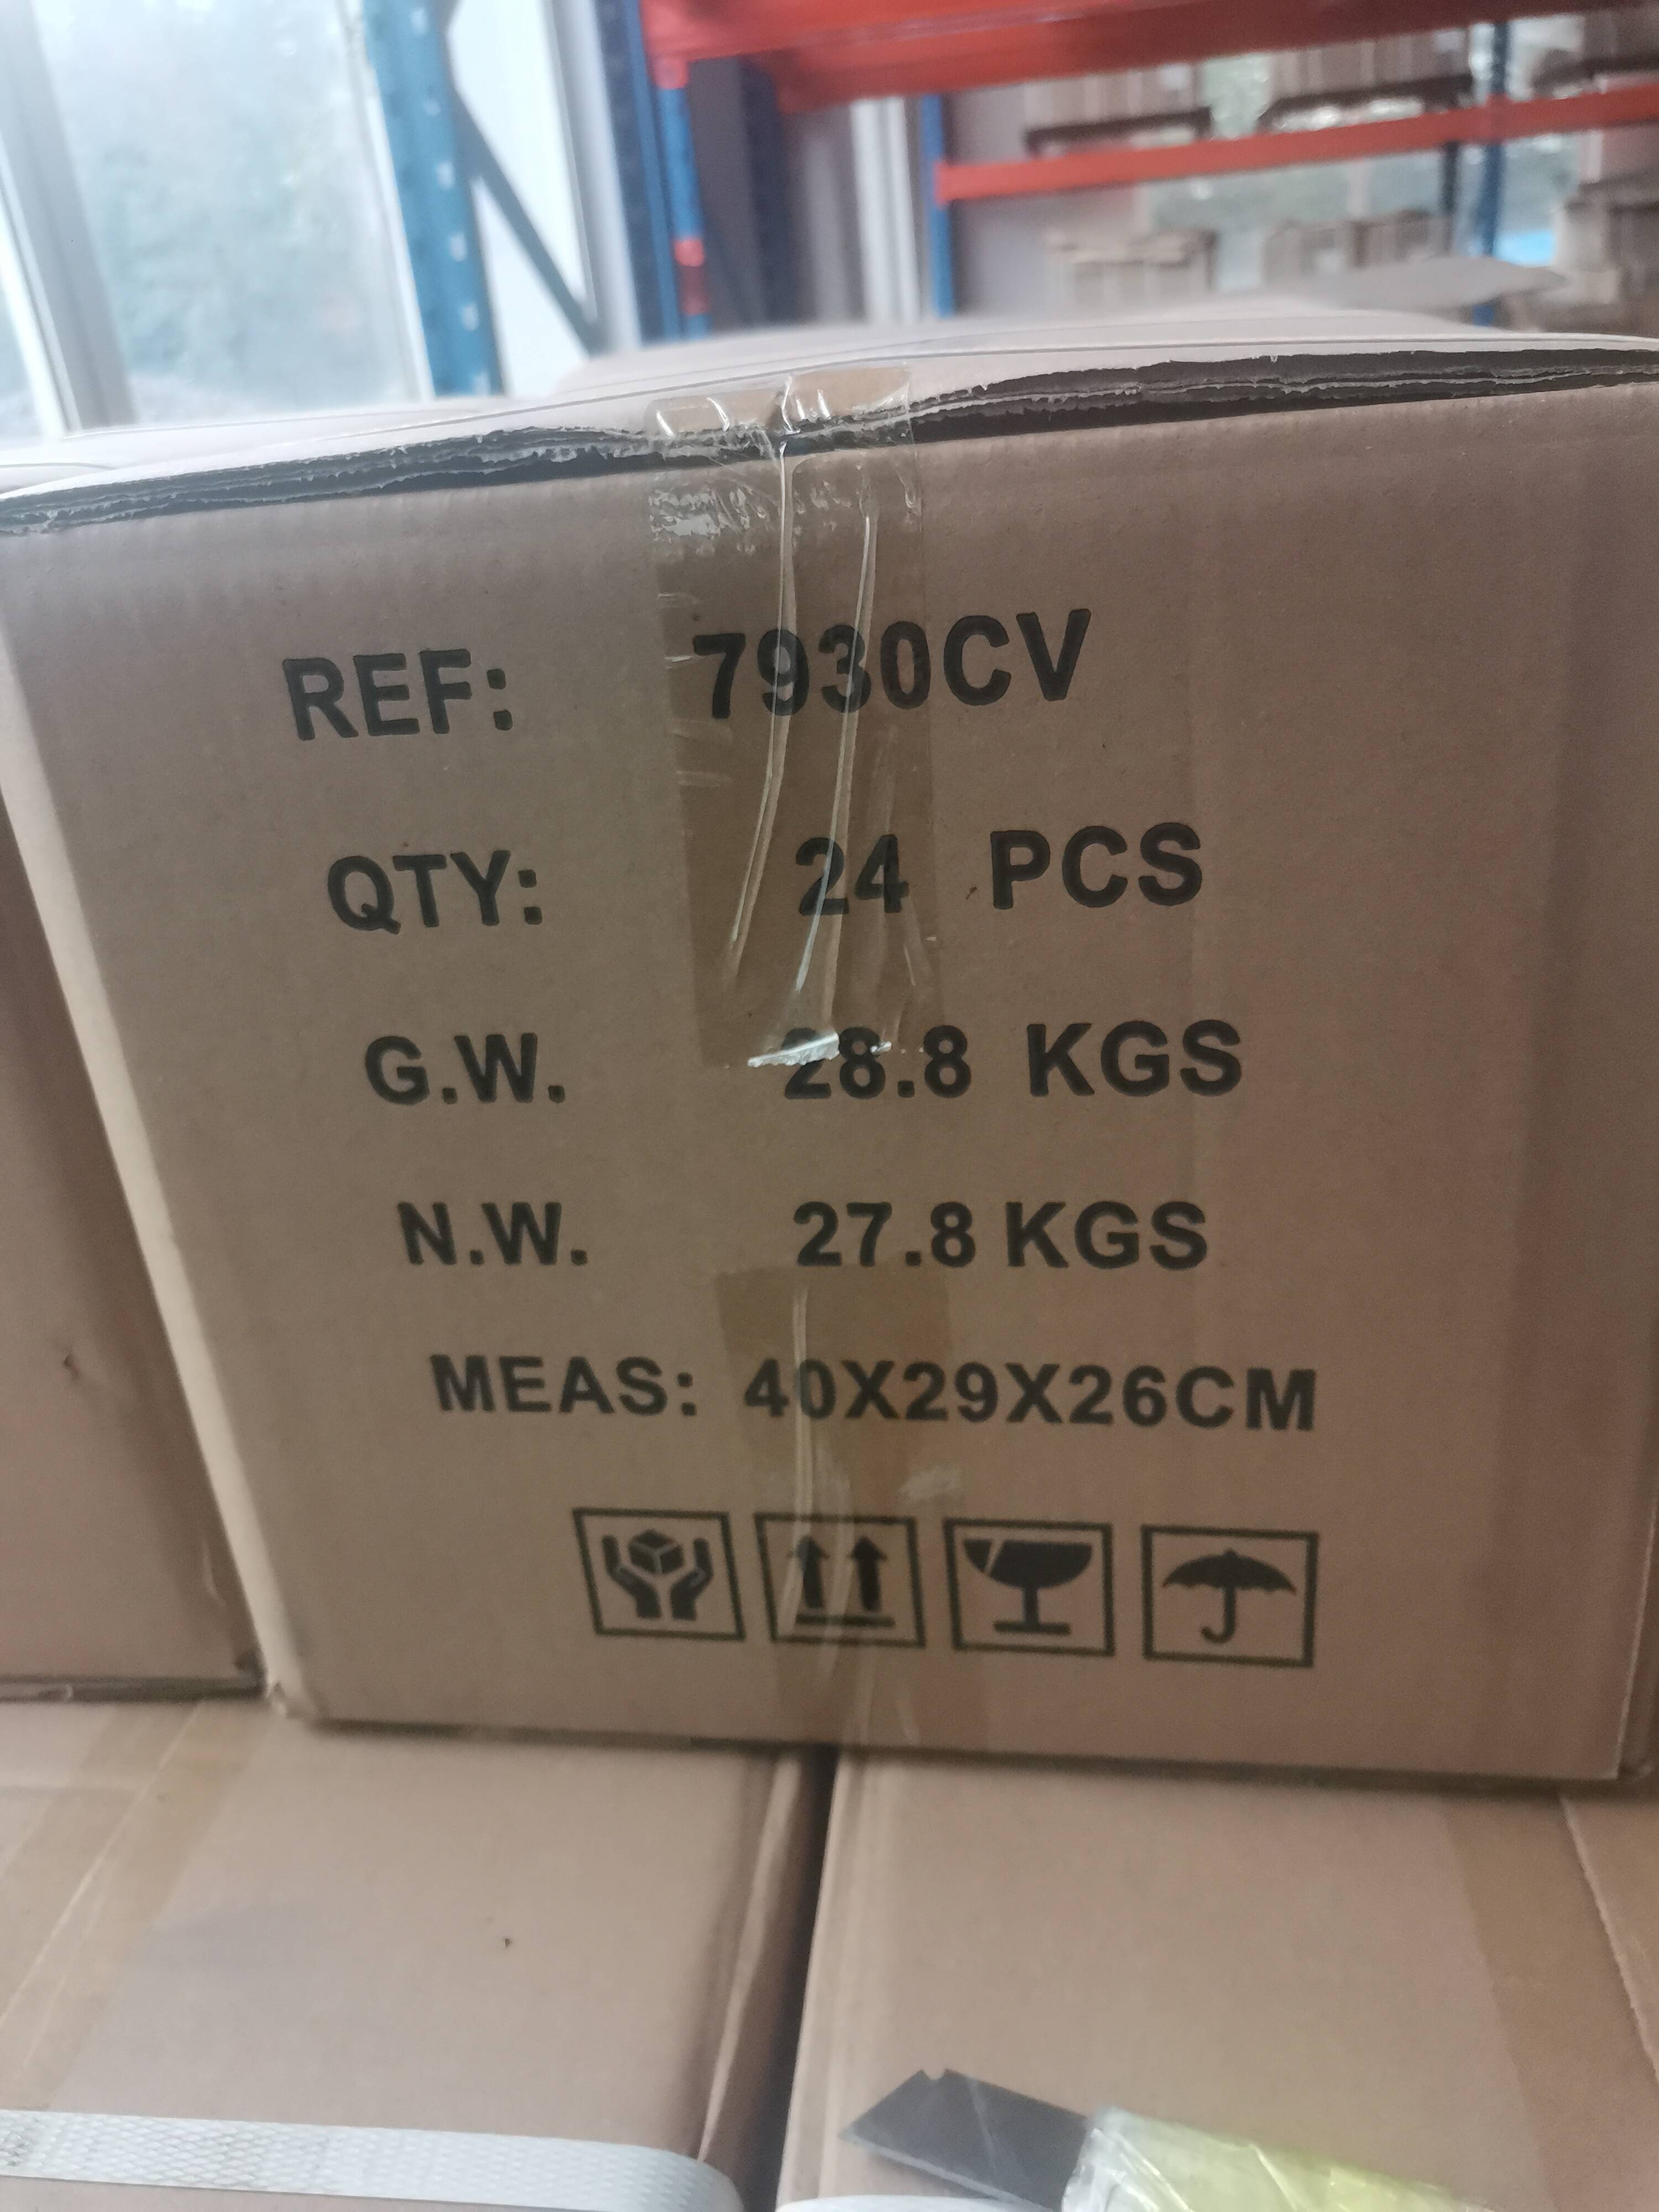 REF: 7930CV
QTY: 24 PCS
G.W. 28.8 KGS
N.W. 27.8 KGS
MEAS: 40X29X26CM